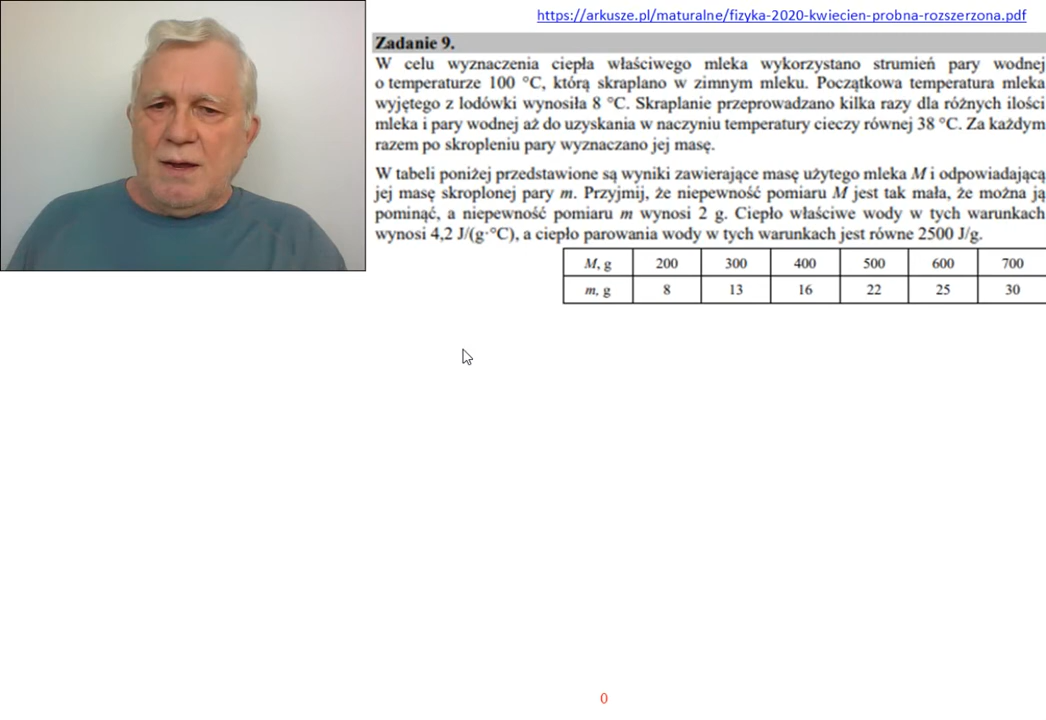 https://arkusze.pl/maturalne/fizyka-2020-kwiecien-probna-rozszerzona.pdf
Zadanie 9.
W celu wyznaczenia ciepła właściwego mleka wykorzystano strumień pary wodnej
o temperaturze 100 °C, którą skraplano w zimnym mleku. Początkowa temperatura mleka
wyjętego z lodówki wynosiła 8 °C. Skraplanie przeprowadzano kilka razy dla różnych ilości
mleka i pary wodnej aż do uzyskania w naczyniu temperatury cieczy równej 38 °C. Za każdym
razem po skropleniu pary wyznaczano jej masę.
W tabeli poniżej przedstawione są wyniki zawierające masę użytego mleka M i odpowiadającą
jej masę skroplonej pary m. Przyjmij, że niepewność pomiaru M jest tak mała, że można ją
pominąć, a niepewność pomiaru m wynosi 2 g. Ciepło właściwe wody w tych warunkach
wynosi 4,2 J/(g·°C), a ciepło parowania wody w tych warunkach jest równe 2500 J/g.
M, g 200 300 400 500 600 700
m, g 8 13 16 22 25 30
0